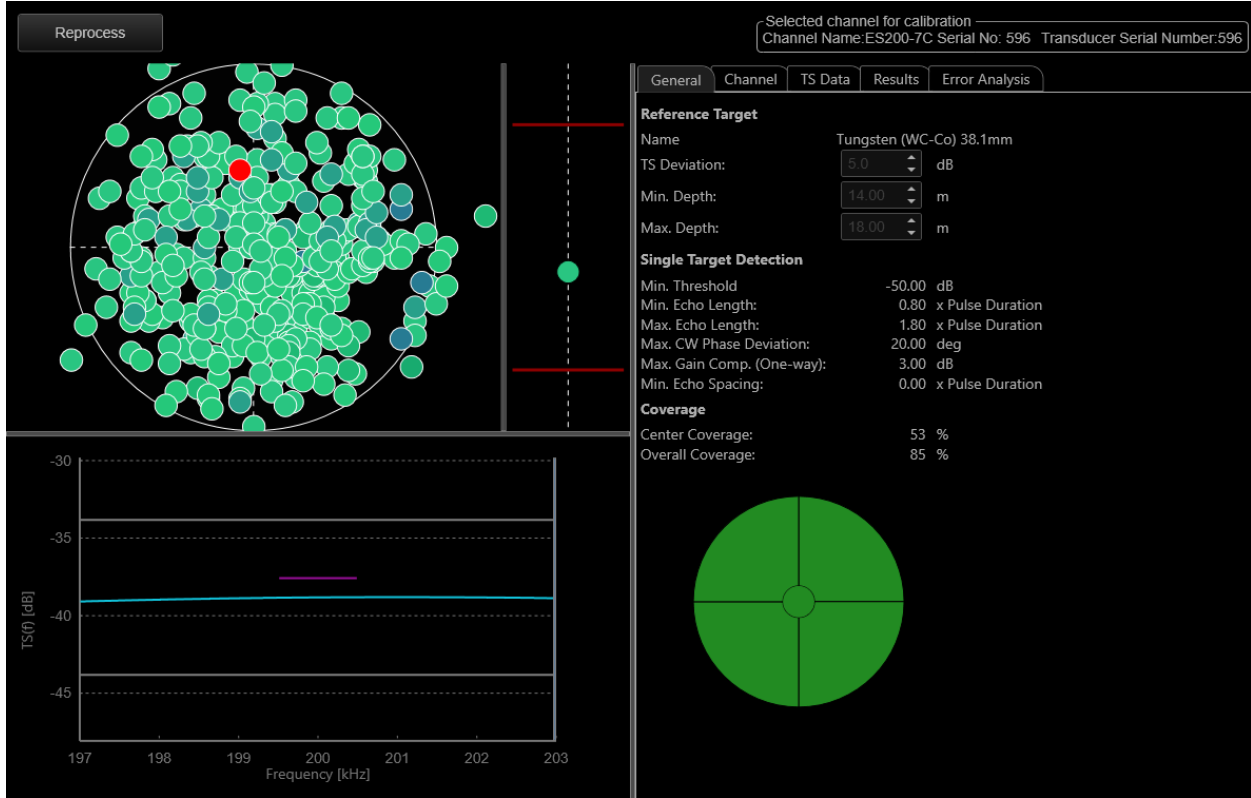 Reprocess
Selected channel for calibration
Channel Name:ES200-7C Serial No: 596 Transducer Serial Number:596
General Channel TS Data Results Error Analysis
Reference Target
Name Tungsten (WC-Co) 38.1mm
TS Deviation: 5.0 dB
Min. Depth: 14.00 m
Max. Depth: 18.00 m
Single Target Detection
Min. Threshold -50.00 dB
Min. Echo Length: 0.80 x Pulse Duration
Max. Echo Length: 1.80 x Pulse Duration
Max. CW Phase Deviation: 20.00 deg
Max. Gain Comp. (One-way): 3.00 dB
Min. Echo Spacing: 0.00 x Pulse Duration
Coverage
Center Coverage: 53 %
Overall Coverage: 85 %
-30
-35
-40
-45
TS(f) [dB]
197 198 199 200 201 202 203
Frequency [kHz]